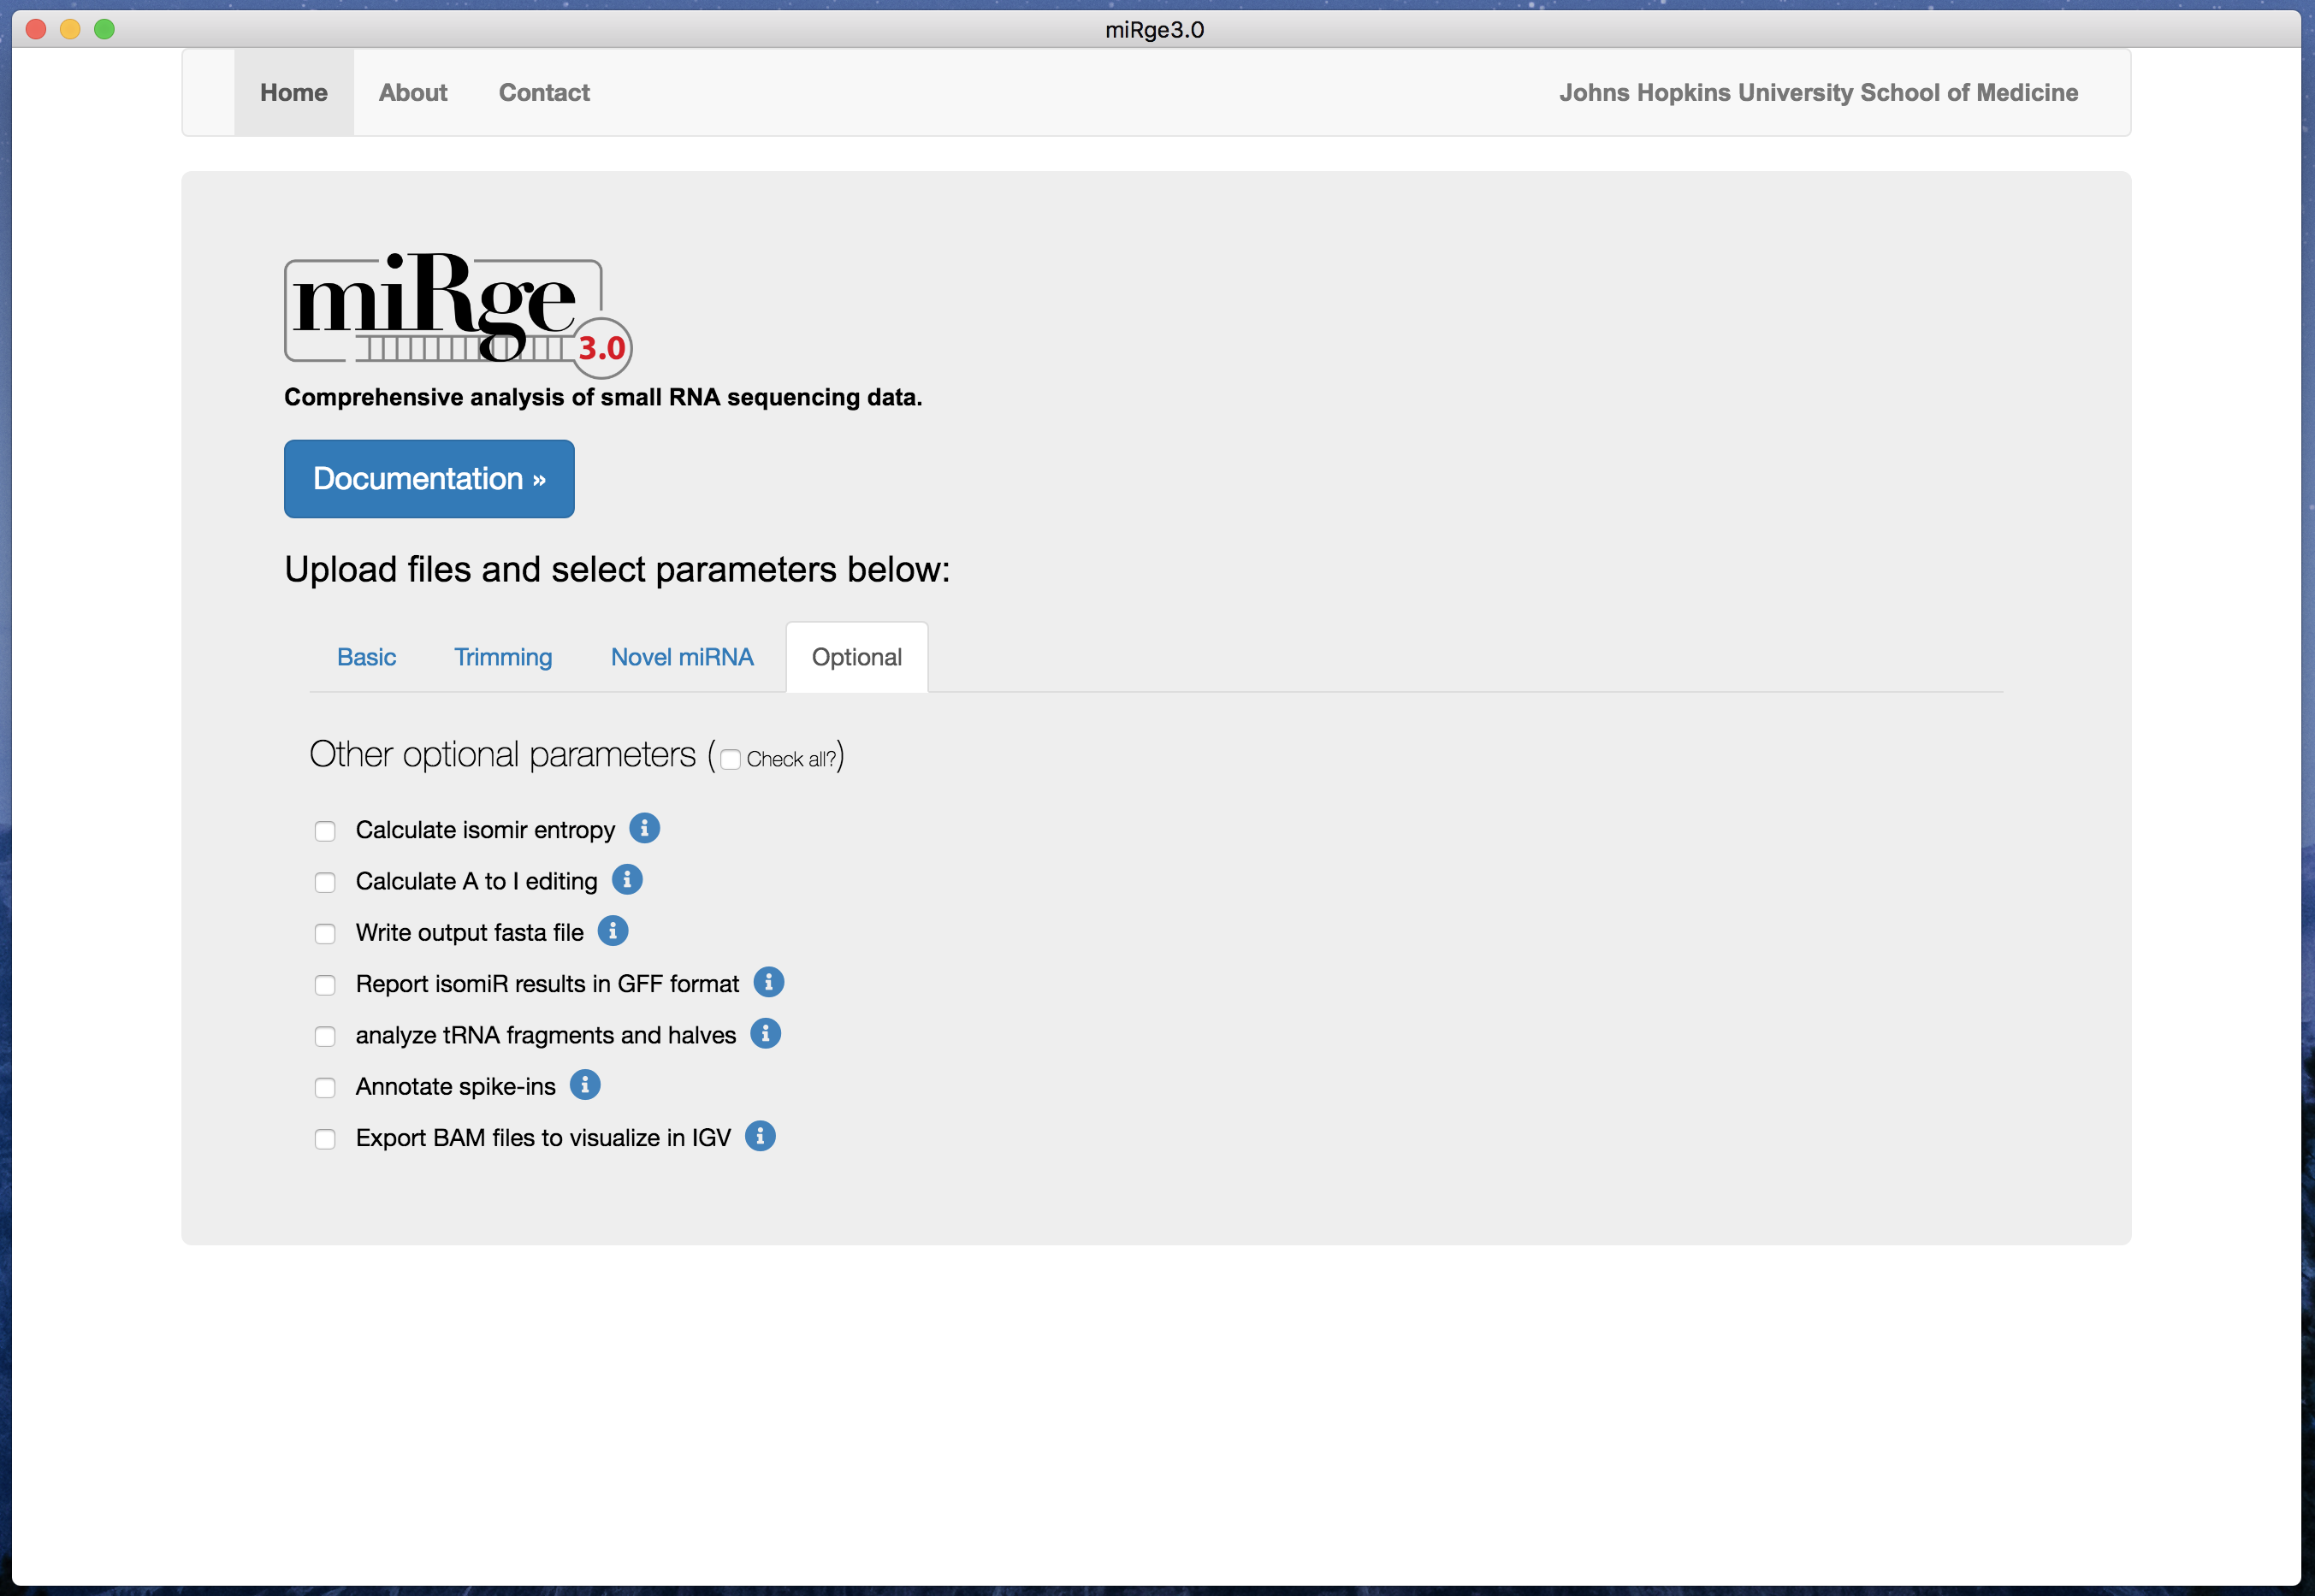 miRge3.0
Home About Contact Johns Hopkins University School of Medicine
miRge
3.0
Comprehensive analysis of small RNA sequencing data.
Documentation »
Upload files and select parameters below:
Basic Trimming Novel miRNA Optional
Other optional parameters ( Check all?)
Calculate isomir entropy i
Calculate A to I editing i
Write output fasta file i
Report isomiR results in GFF format i
analyze tRNA fragments and halves i
Annotate spike-ins i
Export BAM files to visualize in IGV i